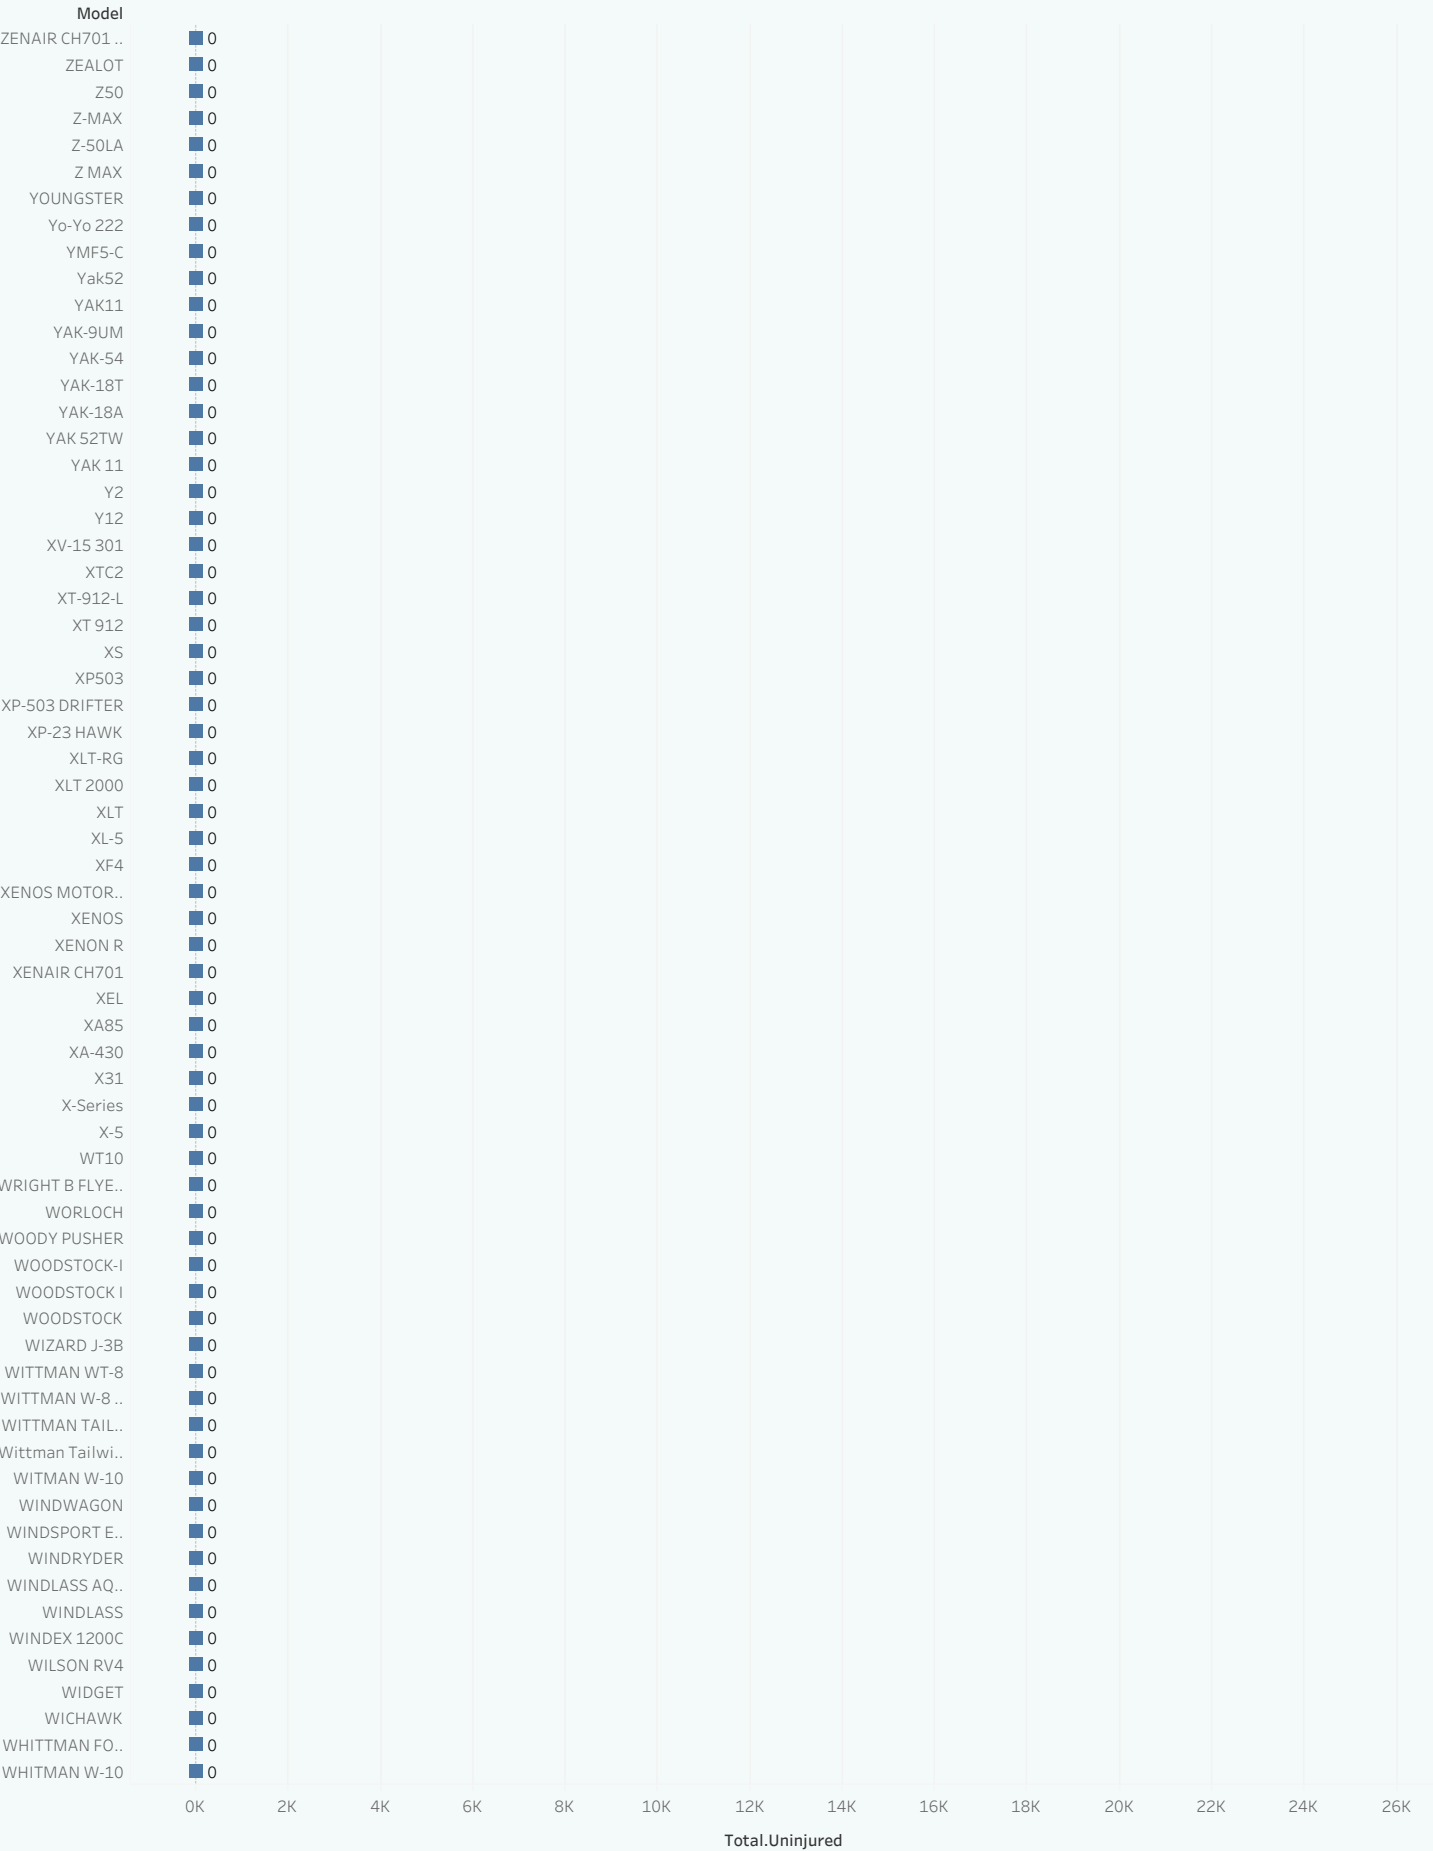 Model
ZENAIR CH701 .. 0
ZEALOT 0
Z50 0
Z-MAX 0
Z-50LA 0
Z MAX 0
YOUNGSTER 0
Yo-Yo 222 0
YMF5-C 0
Yak52 0
YAK11 0
YAK-9UM 0
YAK-54 0
YAK-18T 0
YAK-18A 0
YAK 52TW 0
YAK 11 0
Y2 0
Y12 0
XV-15 301 0
XTC2 0
XT-912-L 0
XT 912 0
XS 0
XP503 0
XP-503 DRIFTER 0
XP-23 HAWK 0
XLT-RG 0
XLT 2000 0
XLT 0
XL-5 0
XF4 0
XENOS MOTOR.. 0
XENOS 0
XENON R 0
XENAIR CH701 0
XEL 0
XA85 0
XA-430 0
X31 0
X-Series 0
X-5 0
WT10 0
WRIGHT B FLYE.. 0
WORLOCH 0
WOODY PUSHER 0
WOODSTOCK-I 0
WOODSTOCK I 0
WOODSTOCK 0
WIZARD J-3B 0
WITTMAN WT-8 0
WITTMAN W-8 .. 0
WITTMAN TAIL.. 0
Wittman Tailwi.. 0
WITMAN W-10 0
WINDWAGON 0
WINDSPORT E.. 0
WINDRYDER 0
WINDLASS AQ.. 0
WINDLASS 0
WINDEX 1200C 0
WILSON RV4 0
WIDGET 0
WICHAWK 0
WHITTMAN FO.. 0
WHITMAN W-10 0
0K 2K 4K 6K 8K 10K 12K 14K 16K 18K 20K 22K 24K 26K
Total.Uninjured